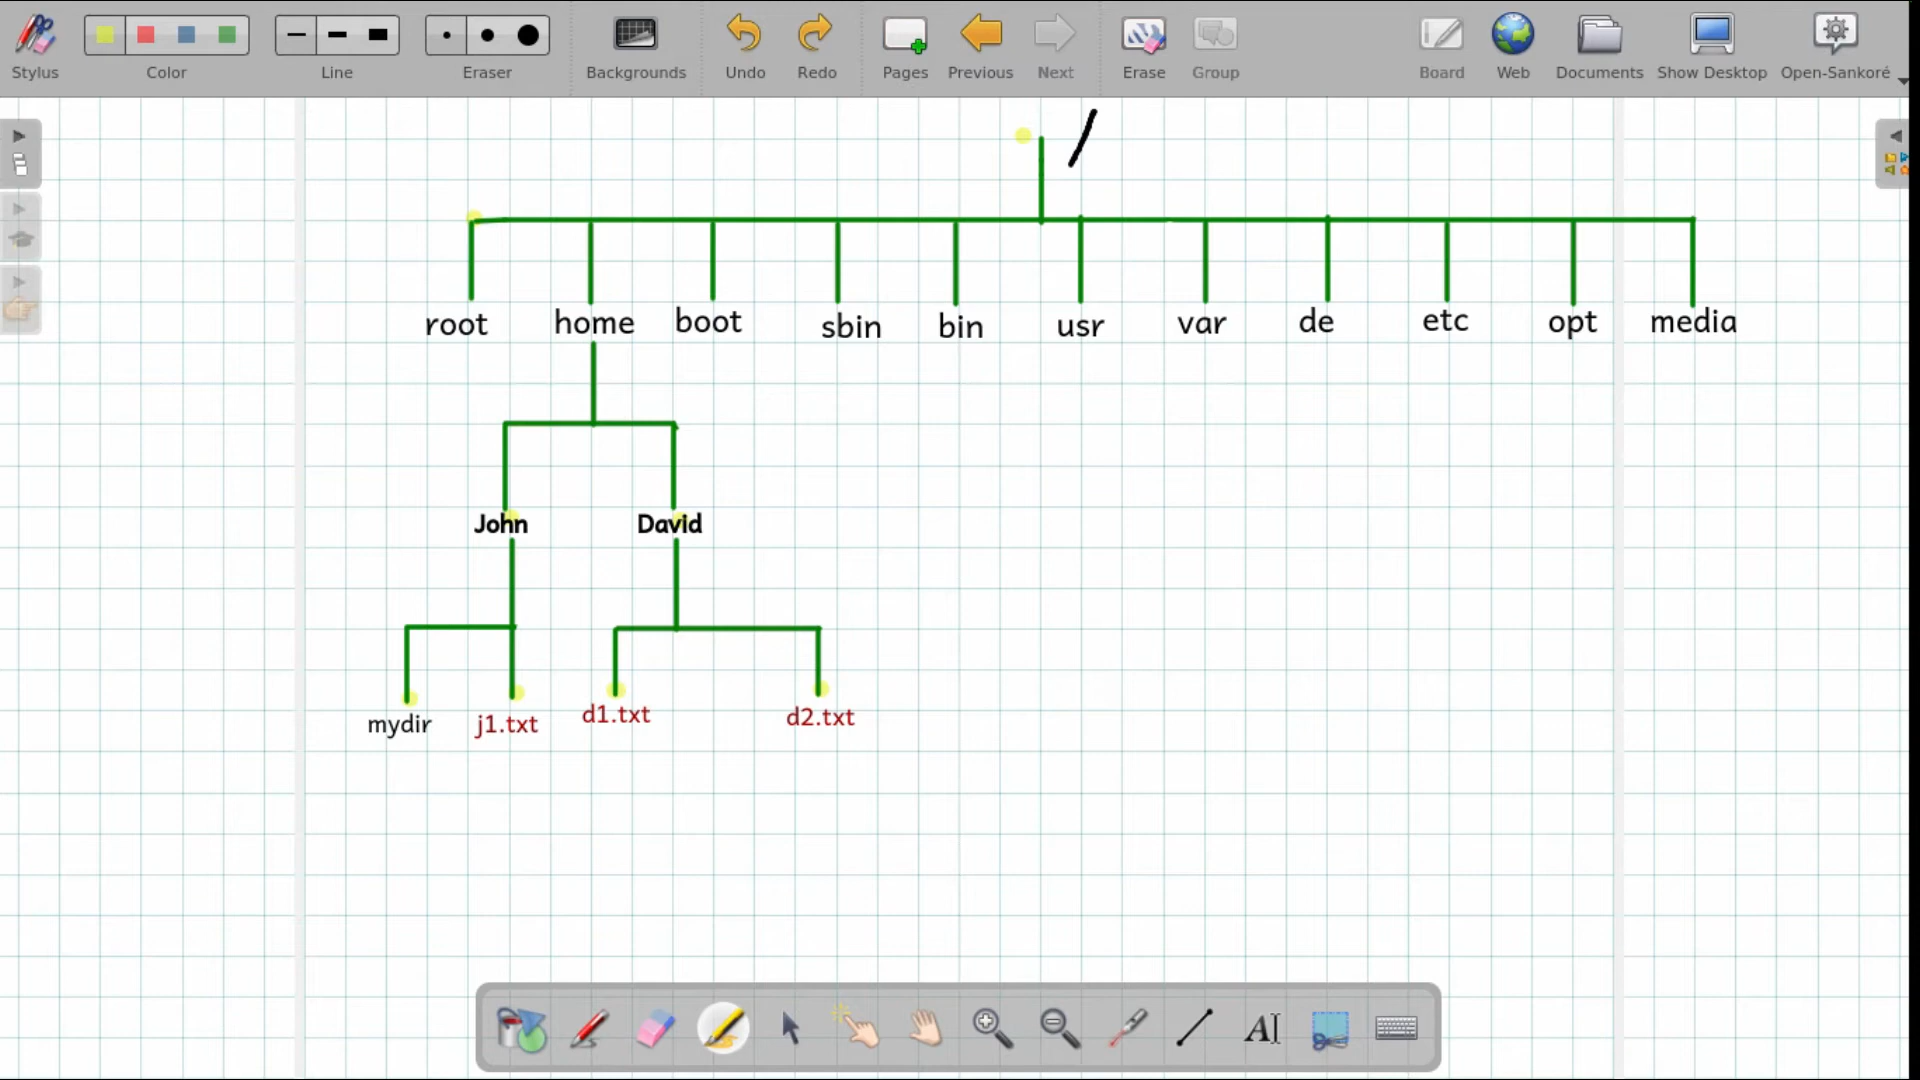 Stylus Color Line Eraser Backgrounds Undo Redo Pages Previous Next Erase Group Board Web Documents Show Desktop Open-Sankoré
/
root home boot sbin bin usr var de etc opt media
John David
mydir j1.txt d1.txt d2.txt
AI